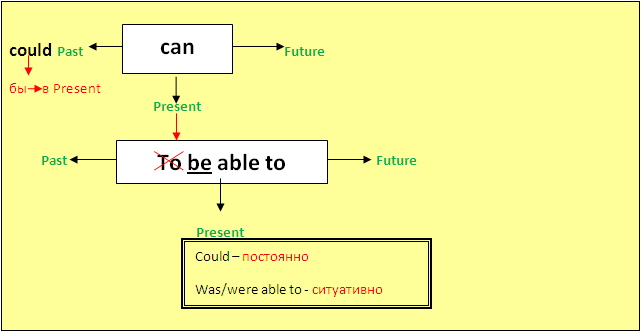 could Past can Future
бы в Present
Present
Past To be able to Future
Present
Could – постоянно
Was/were able to - ситуативно